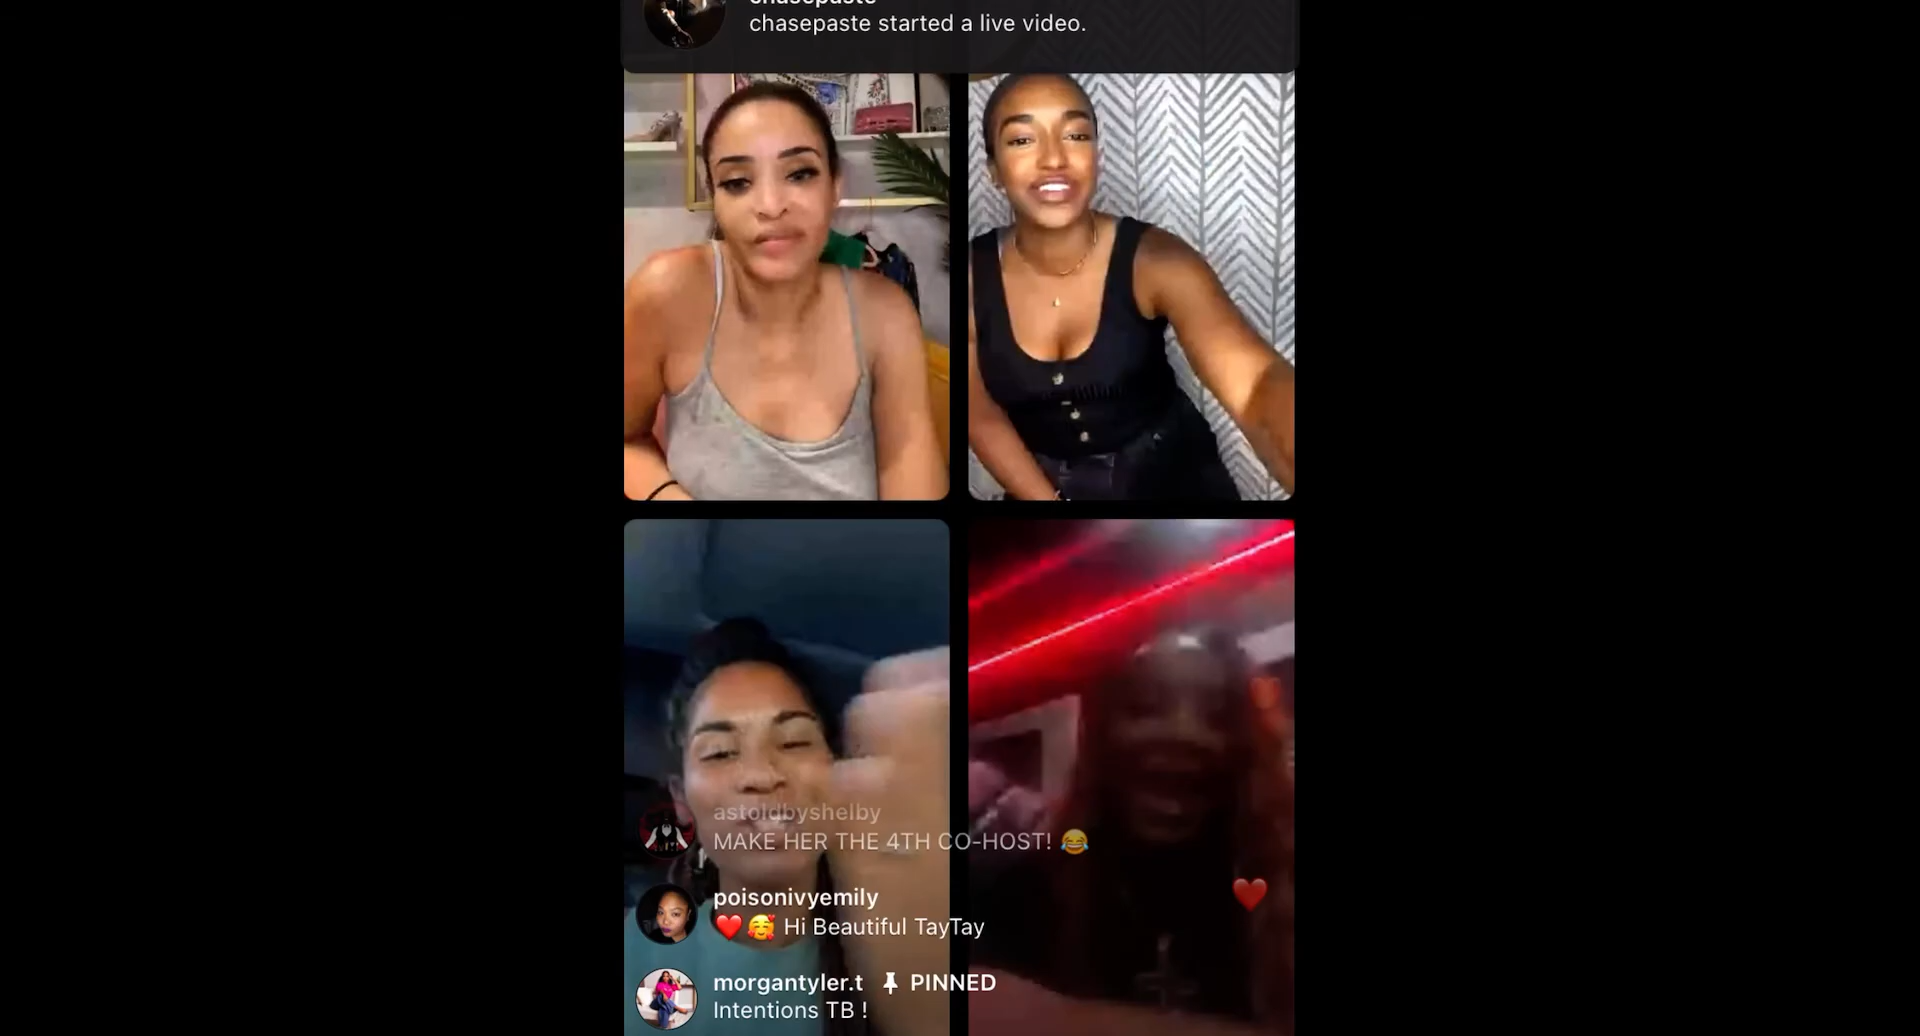 chasepaste
chasepaste started a live video.
astoldbyshelby
MAKE HER THE 4TH CO-HOST! 😂
poisonivyemily
❤️🥰 Hi Beautiful TayTay
morgantyler.t PINNED
Intentions TB !